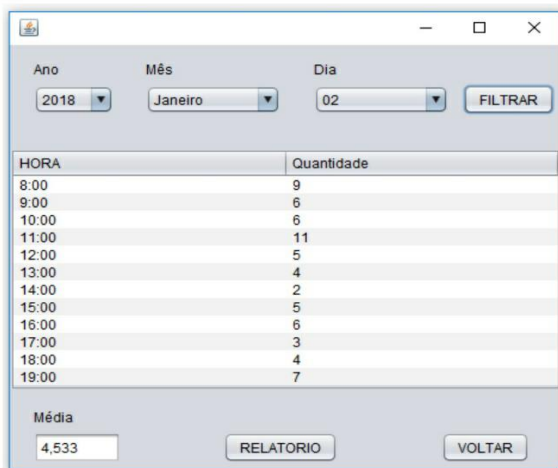 Ano Mês Dia
2018 Janeiro 02 FILTRAR
HORA Quantidade
8:00 9
9:00 6
10:00 6
11:00 11
12:00 5
13:00 4
14:00 2
15:00 5
16:00 6
17:00 3
18:00 4
19:00 7
Média
4,533 RELATORIO VOLTAR